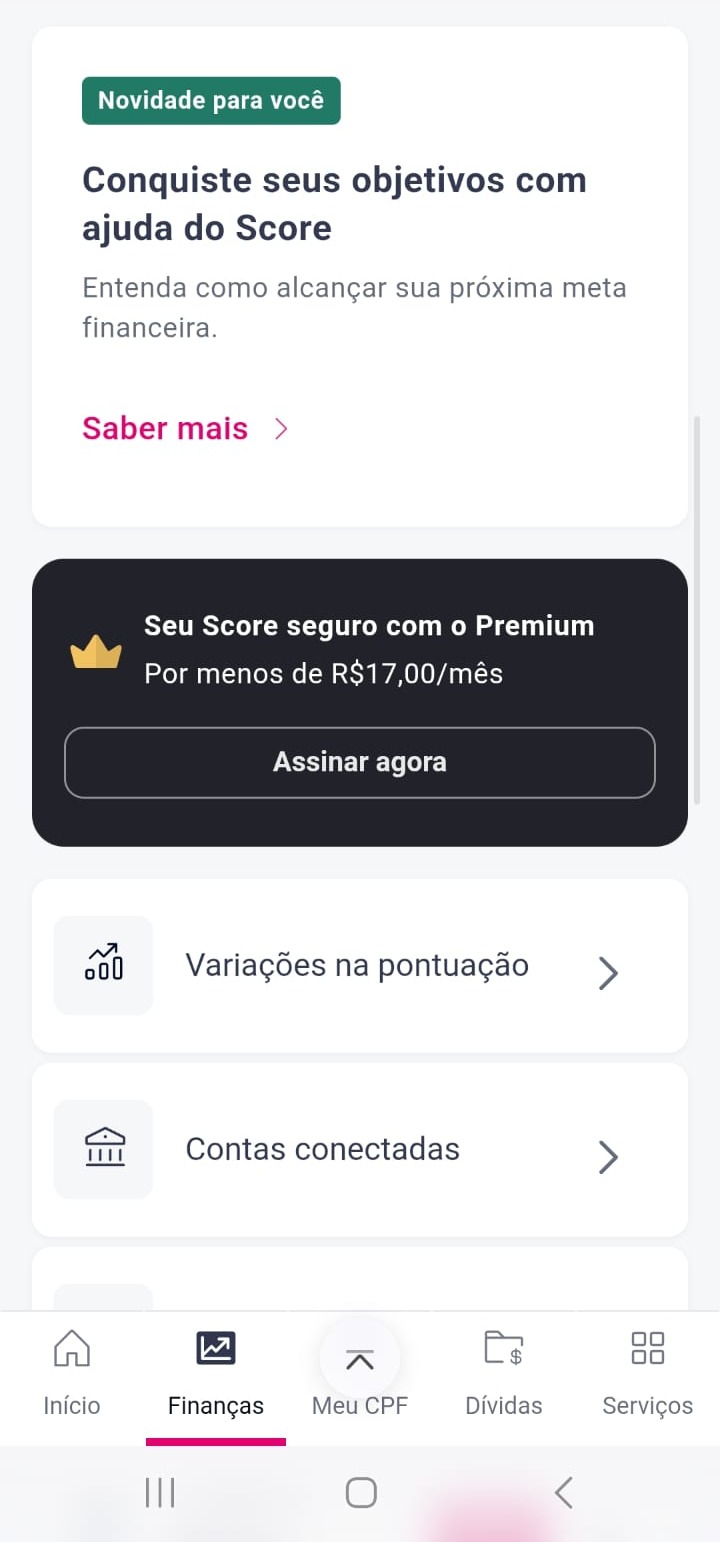 Novidade para você
Conquiste seus objetivos com
ajuda do Score
Entenda como alcançar sua próxima meta
financeira.
Saber mais
Seu Score seguro com o Premium
Por menos de R$17,00/mês
Assinar agora
Variações na pontuação
Contas conectadas
Início
Finanças
Meu CPF
Dívidas
Serviços